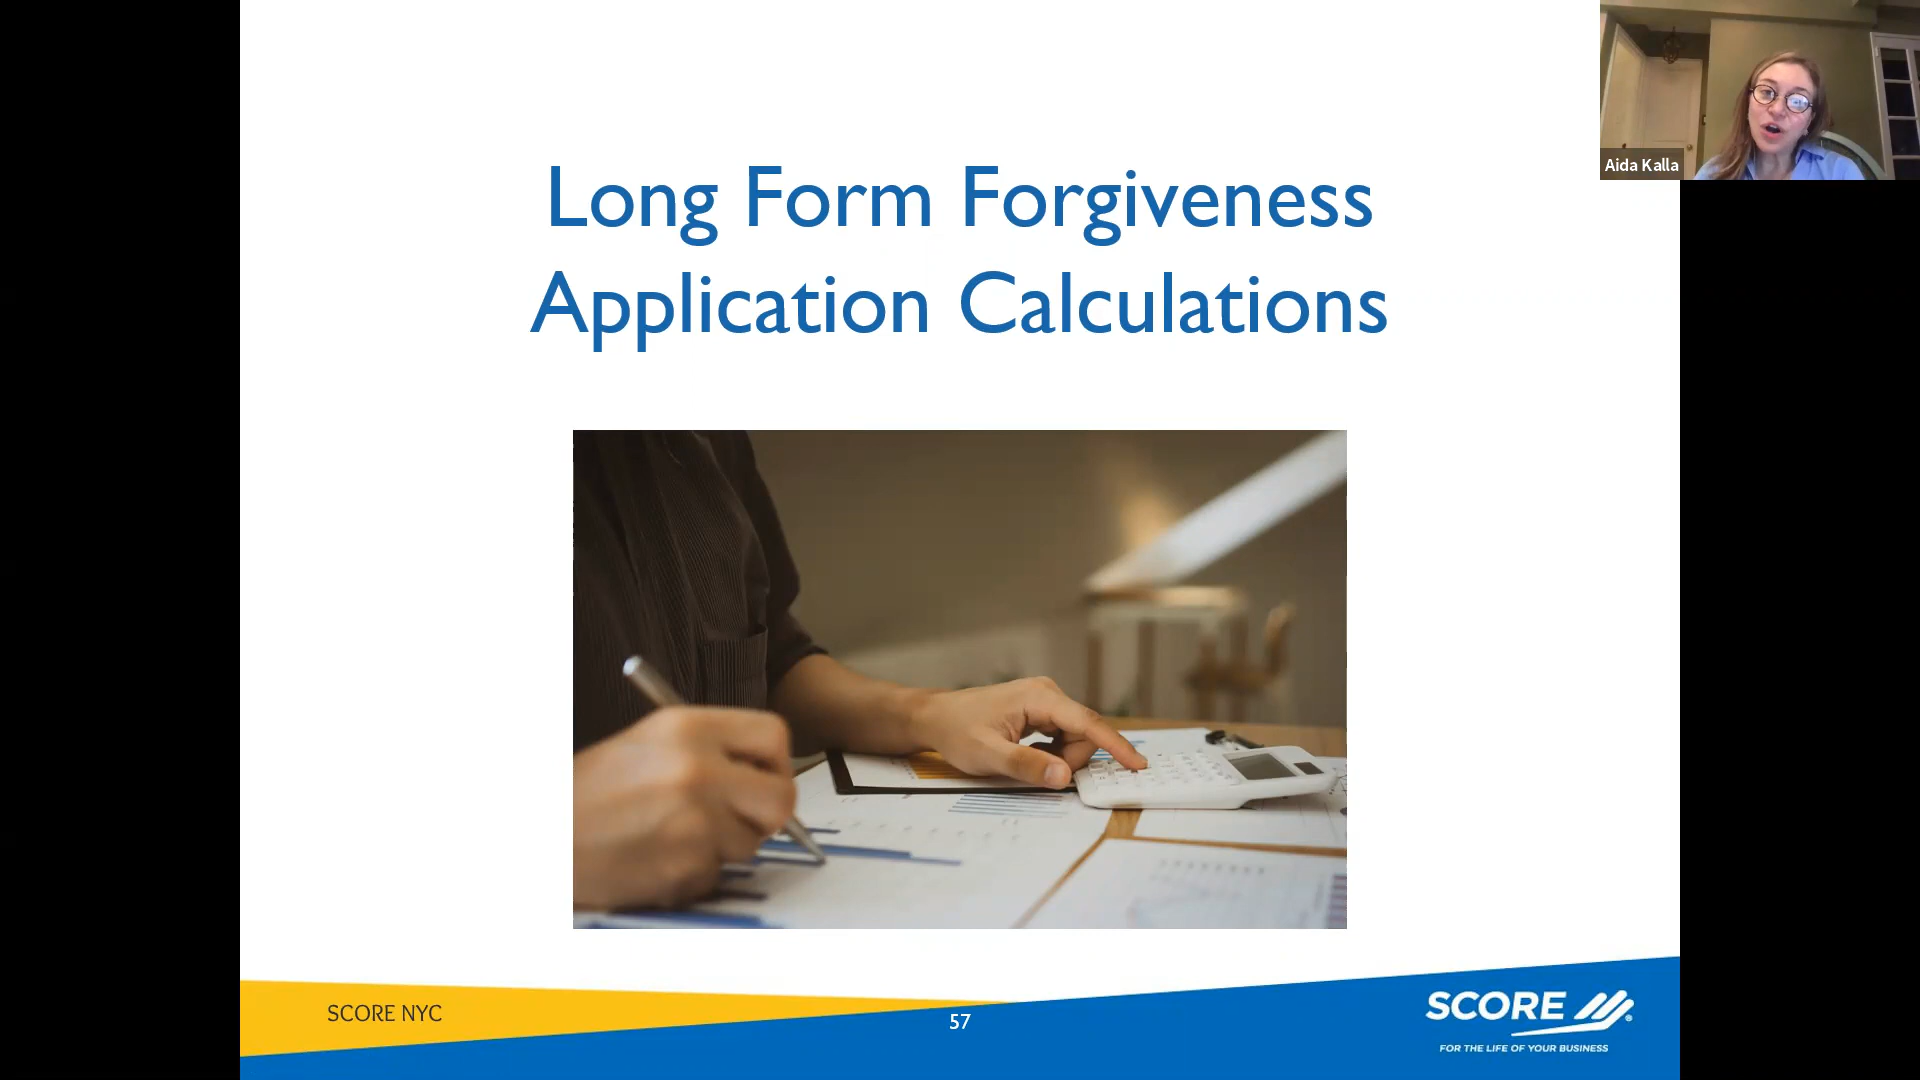 Aida Kalla
Long Form Forgiveness
Application Calculations
SCORE NYC
57
SCORE
FOR THE LIFE OF YOUR BUSINESS